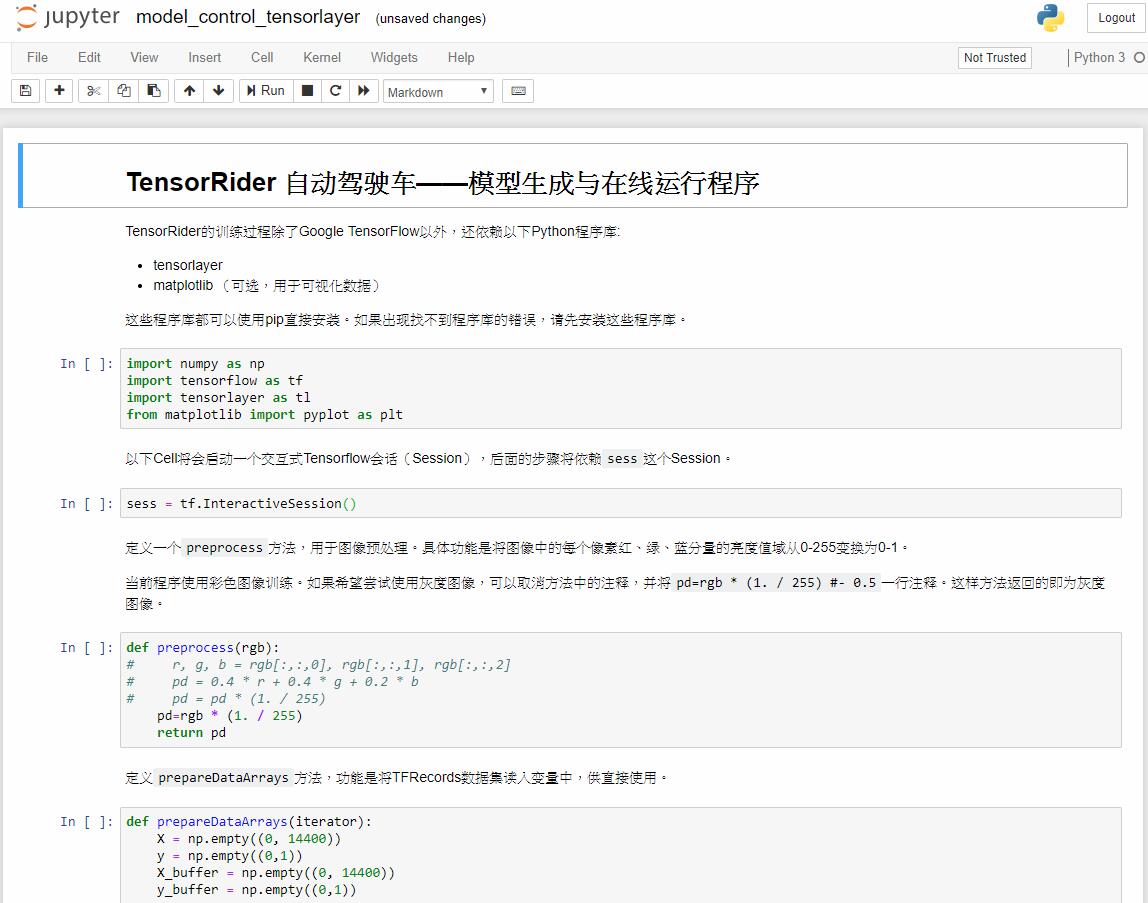 jupyter model_control_tensorlayer (unsaved changes) Logout
File Edit View Insert Cell Kernel Widgets Help Not Trusted Python 3
Run Markdown
TensorRider 自动驾驶车——模型生成与在线运行程序
TensorRider的训练过程除了Google TensorFlow以外，还依赖以下Python程序库:
• tensorlayer
• matplotlib （可选，用于可视化数据）
这些程序库都可以使用pip直接安装。如果出现找不到程序库的错误，请先安装这些程序库。
In [ ]: import numpy as np
import tensorflow as tf
import tensorlayer as tl
from matplotlib import pyplot as plt
以下Cell将会启动一个交互式Tensorflow会话（Session），后面的步骤将依赖 sess 这个Session。
In [ ]: sess = tf.InteractiveSession()
定义一个 preprocess 方法，用于图像预处理。具体功能是将图像中的每个像素红、绿、蓝分量的亮度值域从0-255变换为0-1。
当前程序使用彩色图像训练。如果希望尝试使用灰度图像，可以取消方法中的注释，并将 pd=rgb * (1. / 255) #- 0.5 一行注释。这样方法返回的即为灰度
图像。
In [ ]: def preprocess(rgb):
#     r, g, b = rgb[:,:,0], rgb[:,:,1], rgb[:,:,2]
#     pd = 0.4 * r + 0.4 * g + 0.2 * b
#     pd = pd * (1. / 255)
    pd=rgb * (1. / 255)
    return pd
定义 prepareDataArrays 方法，功能是将TFRecords数据集读入变量中，供直接使用。
In [ ]: def prepareDataArrays(iterator):
    X = np.empty((0, 14400))
    y = np.empty((0,1))
    X_buffer = np.empty((0, 14400))
    y_buffer = np.empty((0,1))